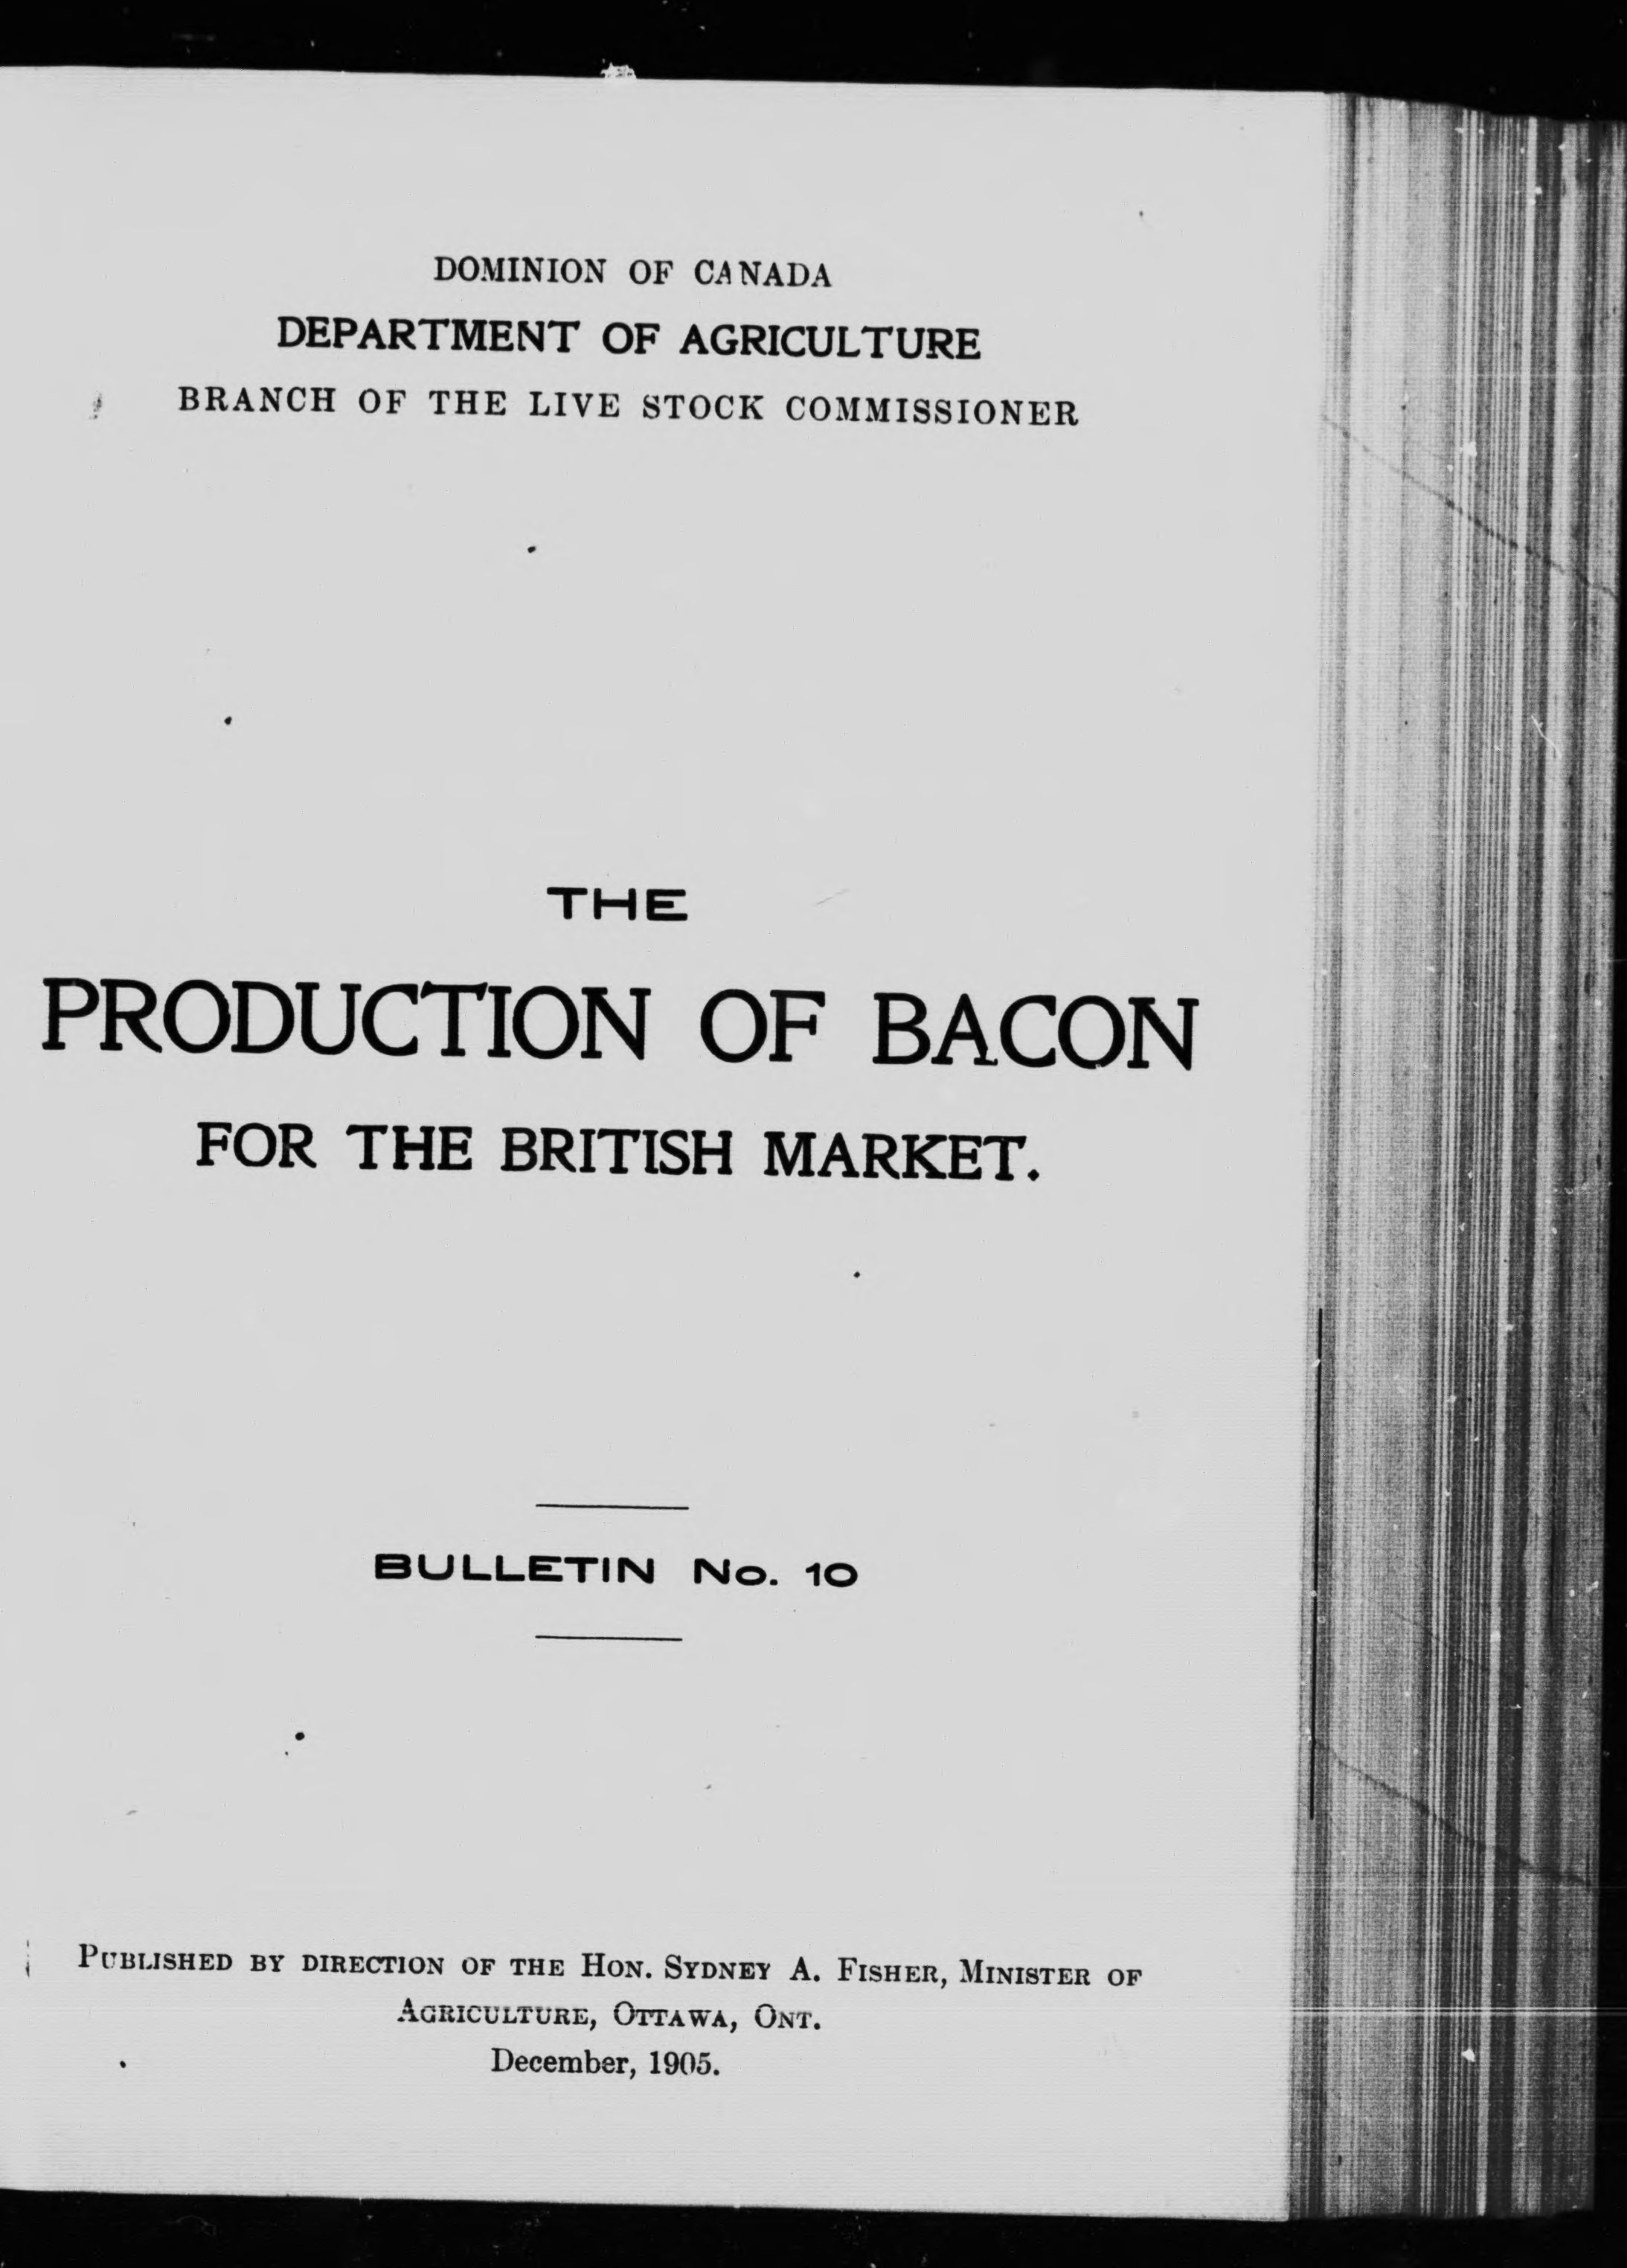 DOMINION OF CANADA
DEPARTMENT OF AGRICULTURE
BRANCH OF THE LIVE STOCK COMMISSIONER
THE
PRODUCTION OF BACON
FOR THE BRITISH MARKET.
BULLETIN No. 10
PUBLISHED BY DIRECTION OF THE HON. SYDNEY A. FISHER, MINISTER OF
AGRICULTURE, OTTAWA, ONT.
December, 1905.